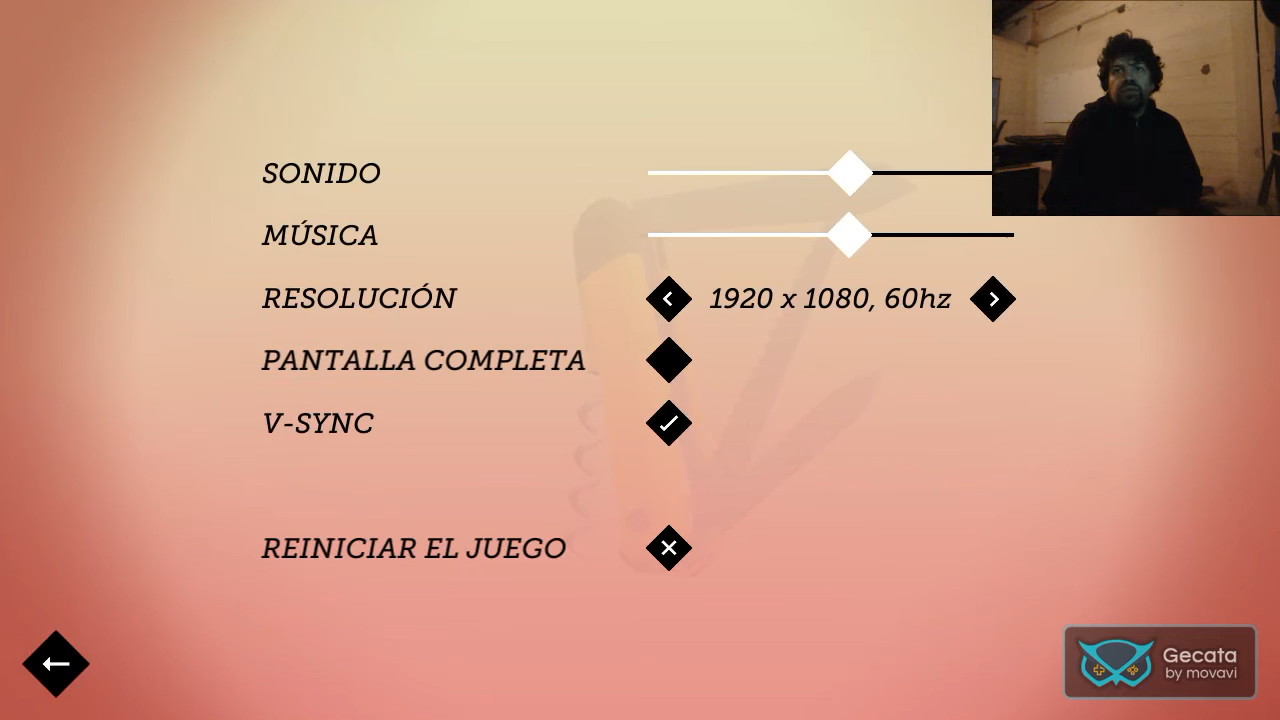 SONIDO
MÚSICA
RESOLUCIÓN 1920 x 1080, 60hz
PANTALLA COMPLETA
V-SYNC
REINICIAR EL JUEGO
Gecata
by movavi